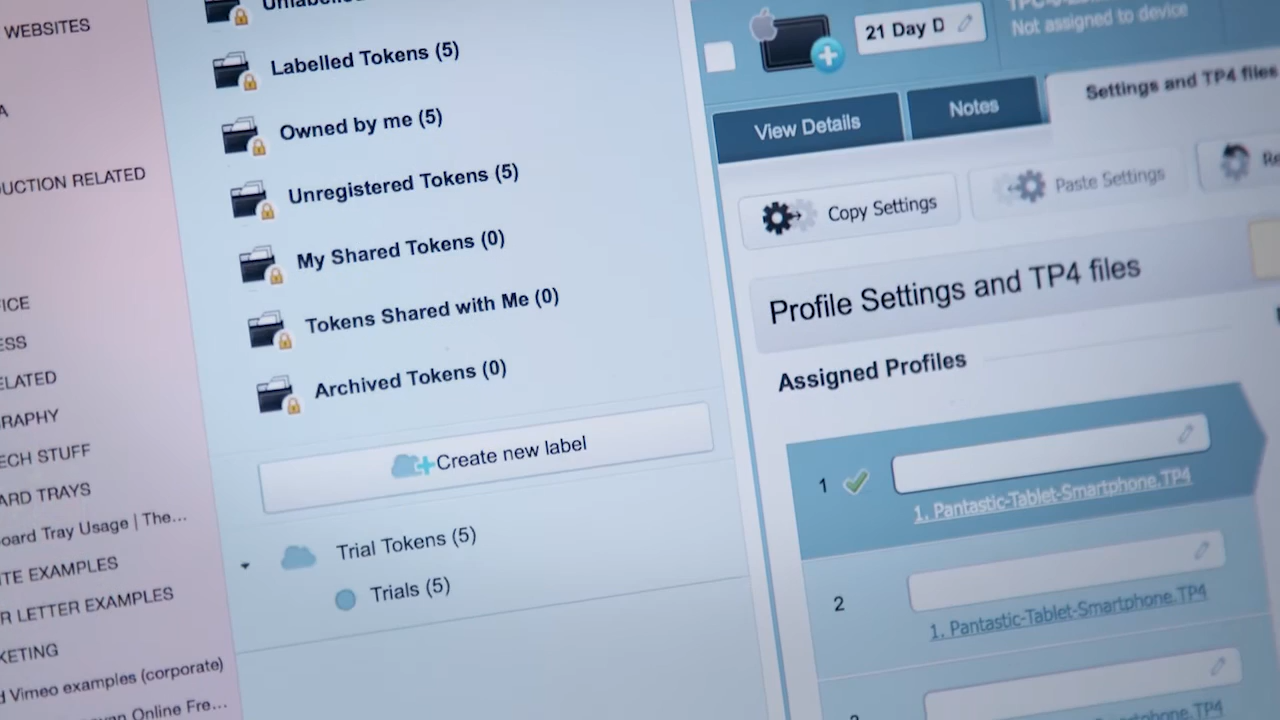 WEBSITES
A
UCTION RELATED
ICE
ESS
ELATED
RAPHY
ECH STUFF
ARD TRAYS
oard Tray Usage | The...
ITE EXAMPLES
R LETTER EXAMPLES
KETING
d Vimeo examples (corporate)
Online Fre...
Labelled Tokens (5)
Owned by me (5)
Unregistered Tokens (5)
My Shared Tokens (0)
Tokens Shared with Me (0)
Archived Tokens (0)
Create new label
Trial Tokens (5)
Trials (5)
21 Day D
Not assigned to device
View Details
Notes
Settings and TP4 files
Copy Settings
Paste Settings
Re
Profile Settings and TP4 files
Assigned Profiles
1
1. Pantastic-Tablet-Smartphone.TP4
2
1. Pantastic-Tablet-Smartphone.TP4